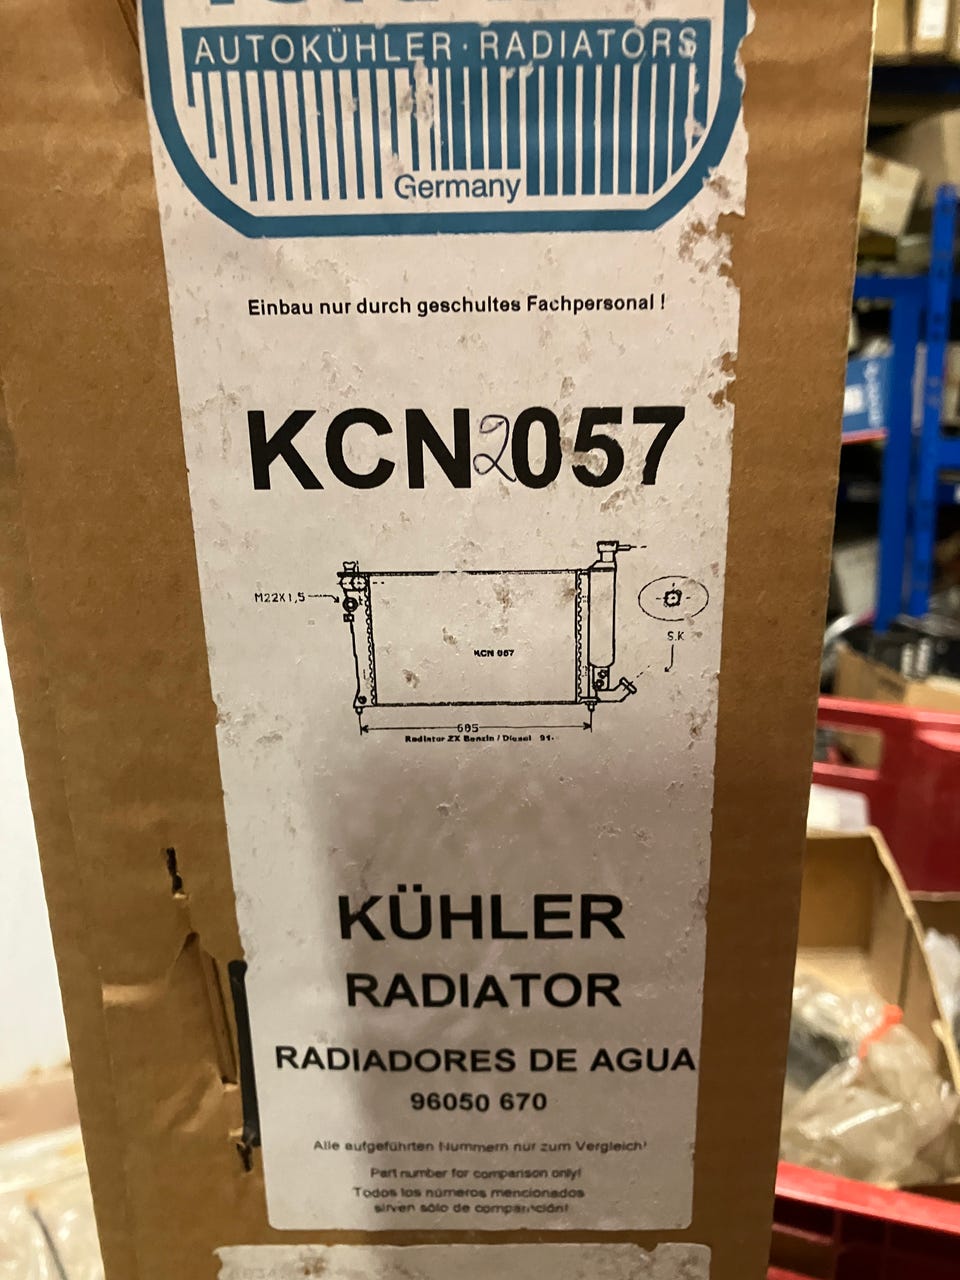 AUTOKÜHLER · RADIATORS
Germany
Einbau nur durch geschultes Fachpersonal !
KCN2057
M22X1,5
S.K
KCN 057
685
Radiator ZX Benzin / Diesel 91-
KÜHLER
RADIATOR
RADIADORES DE AGUA
96050 670
Alle aufgeführten Nummern nur zum Vergleich!
Part number for comparison only!
Todos los números mencionados
sirven sólo de comparición!